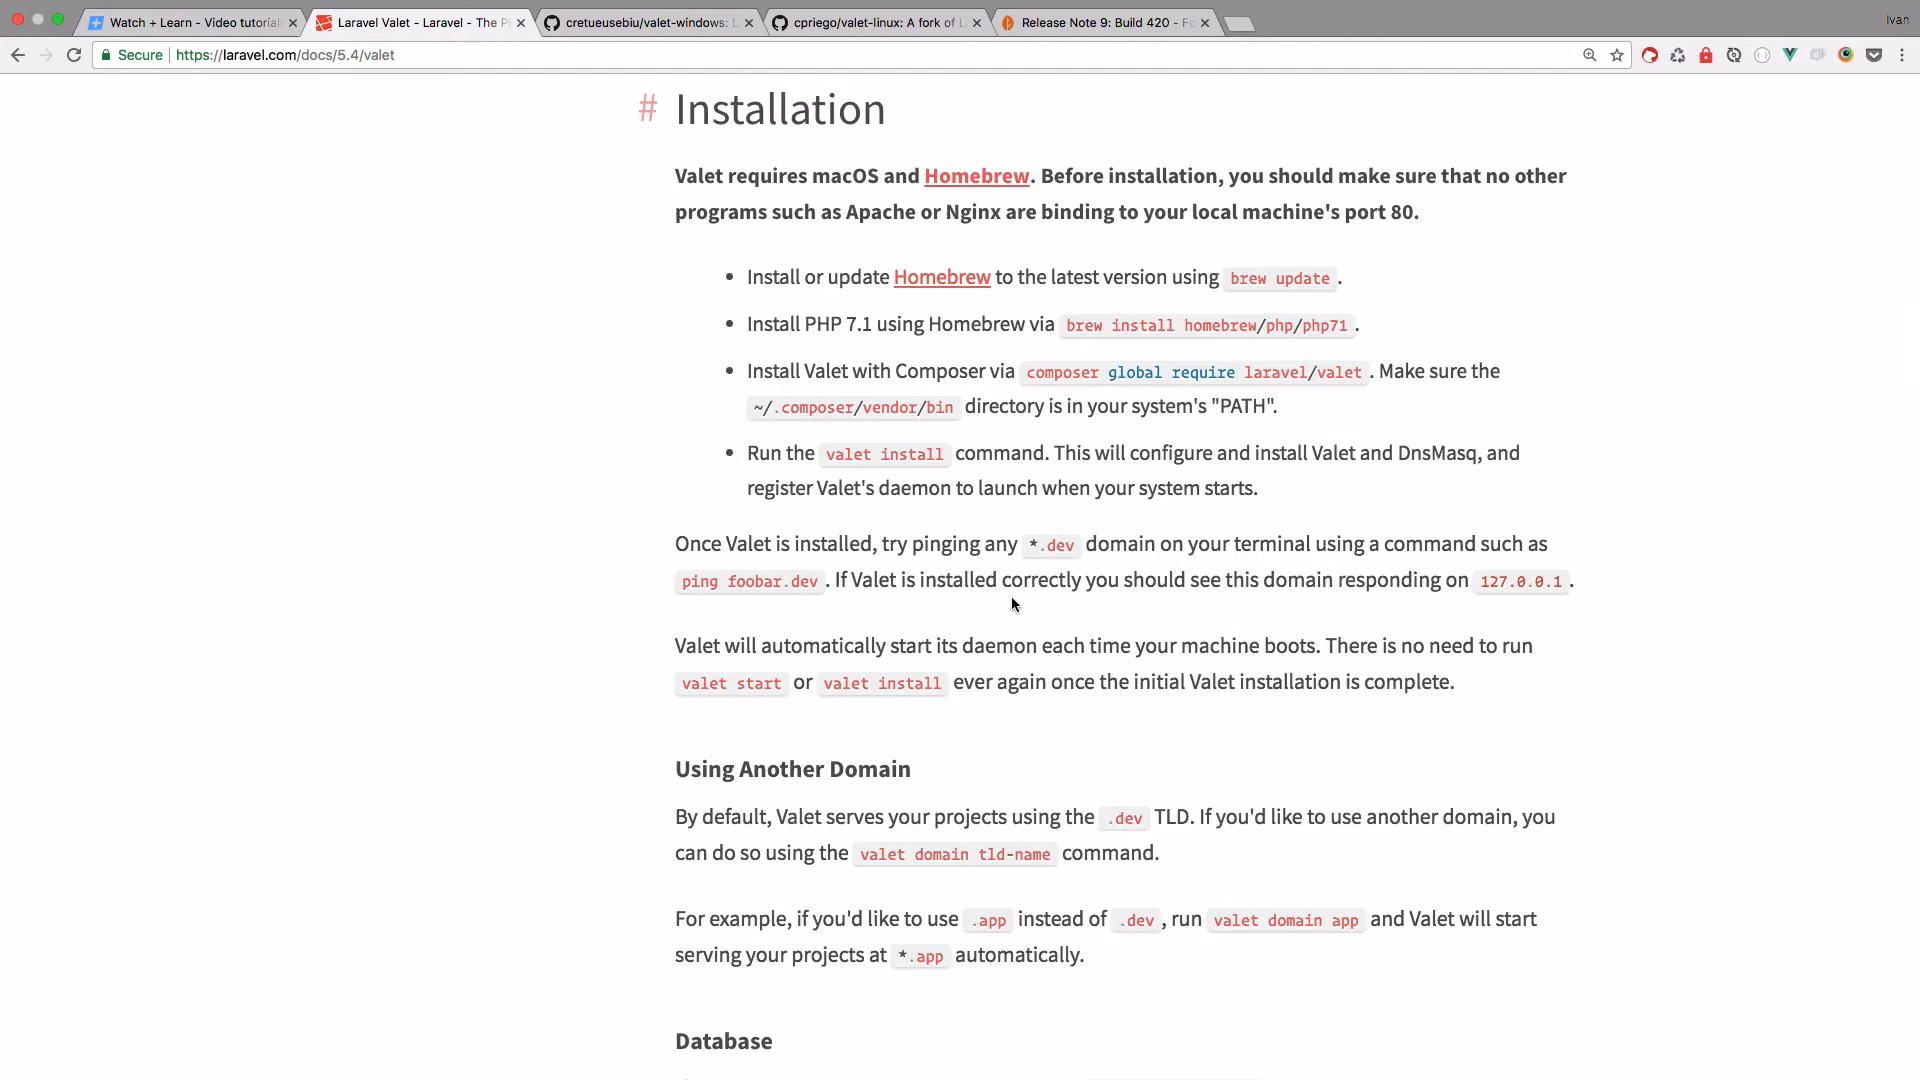 Watch + Learn - Video tutorial
Laravel Valet - Laravel - The P
cretueusebiu/valet-windows: L
cpriego/valet-linux: A fork of L
Release Note 9: Build 420 - Fo
Ivan
Secure
https://laravel.com/docs/5.4/valet
# Installation
Valet requires macOS and Homebrew. Before installation, you should make sure that no other
programs such as Apache or Nginx are binding to your local machine's port 80.
• Install or update Homebrew to the latest version using brew update.
• Install PHP 7.1 using Homebrew via brew install homebrew/php/php71.
• Install Valet with Composer via composer global require laravel/valet. Make sure the
~/.composer/vendor/bin directory is in your system's "PATH".
• Run the valet install command. This will configure and install Valet and DnsMasq, and
register Valet's daemon to launch when your system starts.
Once Valet is installed, try pinging any *.dev domain on your terminal using a command such as
ping foobar.dev. If Valet is installed correctly you should see this domain responding on 127.0.0.1.
Valet will automatically start its daemon each time your machine boots. There is no need to run
valet start or valet install ever again once the initial Valet installation is complete.
Using Another Domain
By default, Valet serves your projects using the .dev TLD. If you'd like to use another domain, you
can do so using the valet domain tld-name command.
For example, if you'd like to use .app instead of .dev, run valet domain app and Valet will start
serving your projects at *.app automatically.
Database